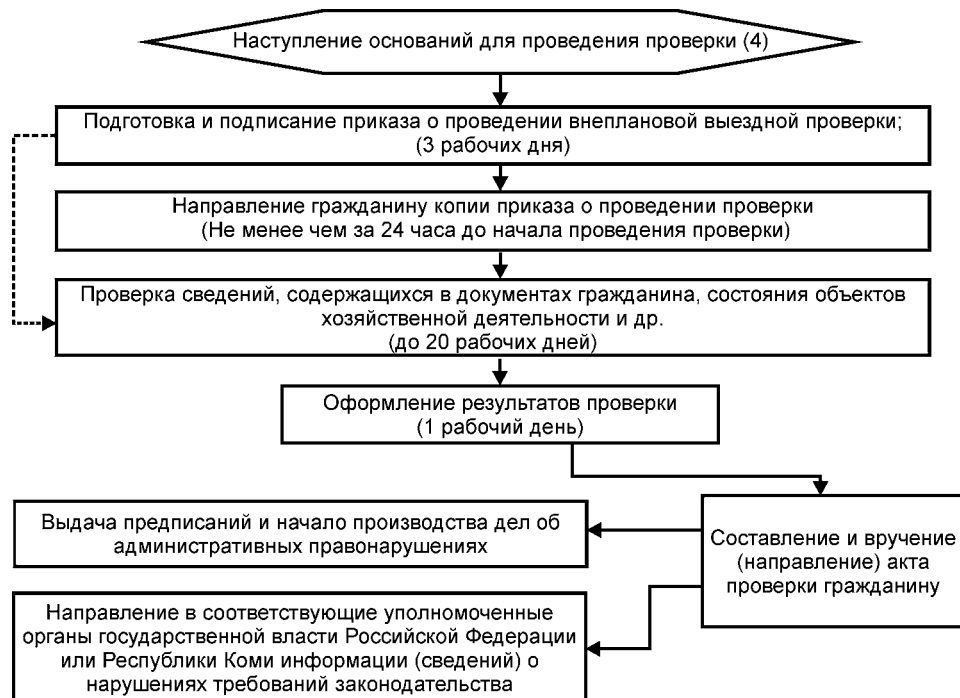 Наступление оснований для проведения проверки (4)
Подготовка и подписание приказа о проведении внеплановой выездной проверки;
(3 рабочих дня)
Направление гражданину копии приказа о проведении проверки
(Не менее чем за 24 часа до начала проведения проверки)
Проверка сведений, содержащихся в документах гражданина, состояния объектов
хозяйственной деятельности и др.
(до 20 рабочих дней)
Оформление результатов проверки
(1 рабочий день)
Составление и вручение
(направление) акта
проверки гражданину
Выдача предписаний и начало производства дел об
административных правонарушениях
Направление в соответствующие уполномоченные
органы государственной власти Российской Федерации
или Республики Коми информации (сведений) о
нарушениях требований законодательства